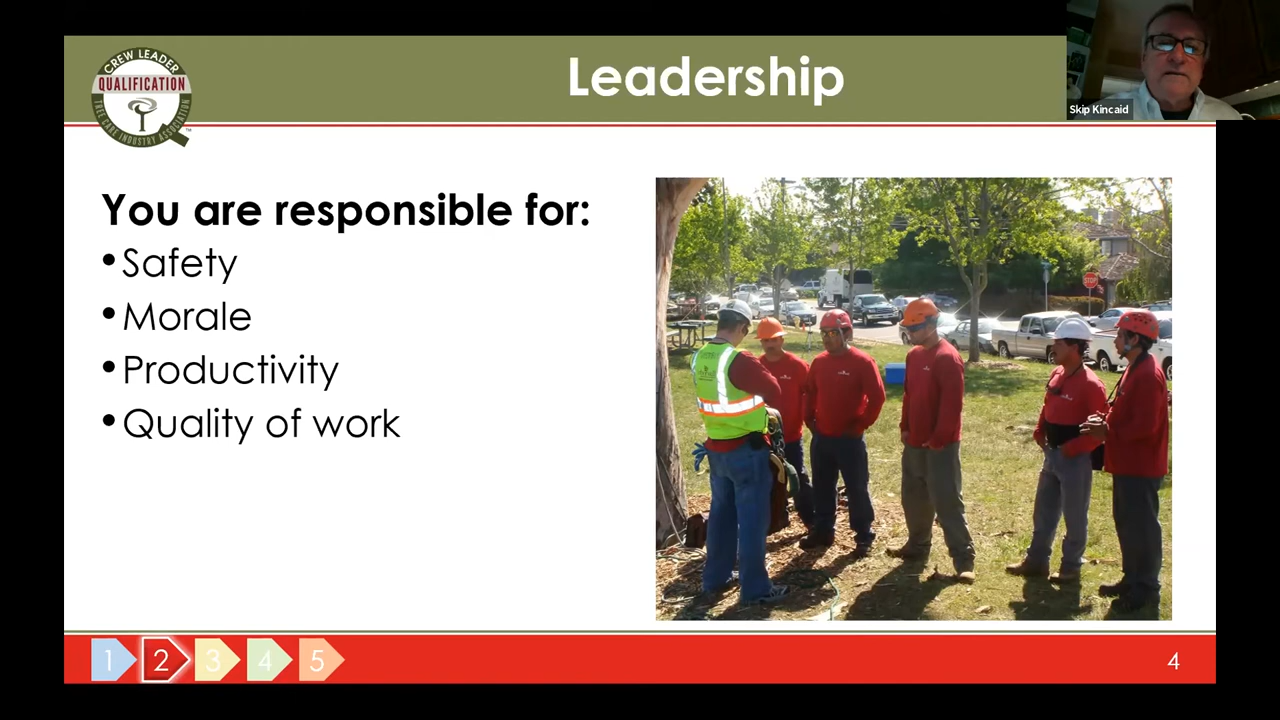 CREW LEADER
QUALIFICATION
TREE CARE INDUSTRY ASSOCIATION
TM
Leadership
Skip Kincaid
You are responsible for:
•Safety
•Morale
•Productivity
•Quality of work
1 2 3 4 5
4